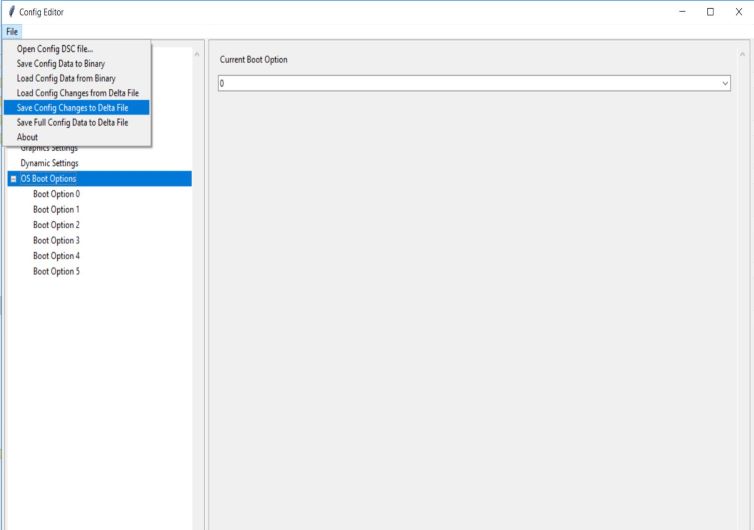 Config Editor
File
Open Config DSC file...
Save Config Data to Binary
Load Config Data from Binary
Load Config Changes from Delta File
Save Config Changes to Delta File
Save Full Config Data to Delta File
About
Graphics Settings
Dynamic Settings
OS Boot Options
Boot Option 0
Boot Option 1
Boot Option 2
Boot Option 3
Boot Option 4
Boot Option 5
Current Boot Option
0